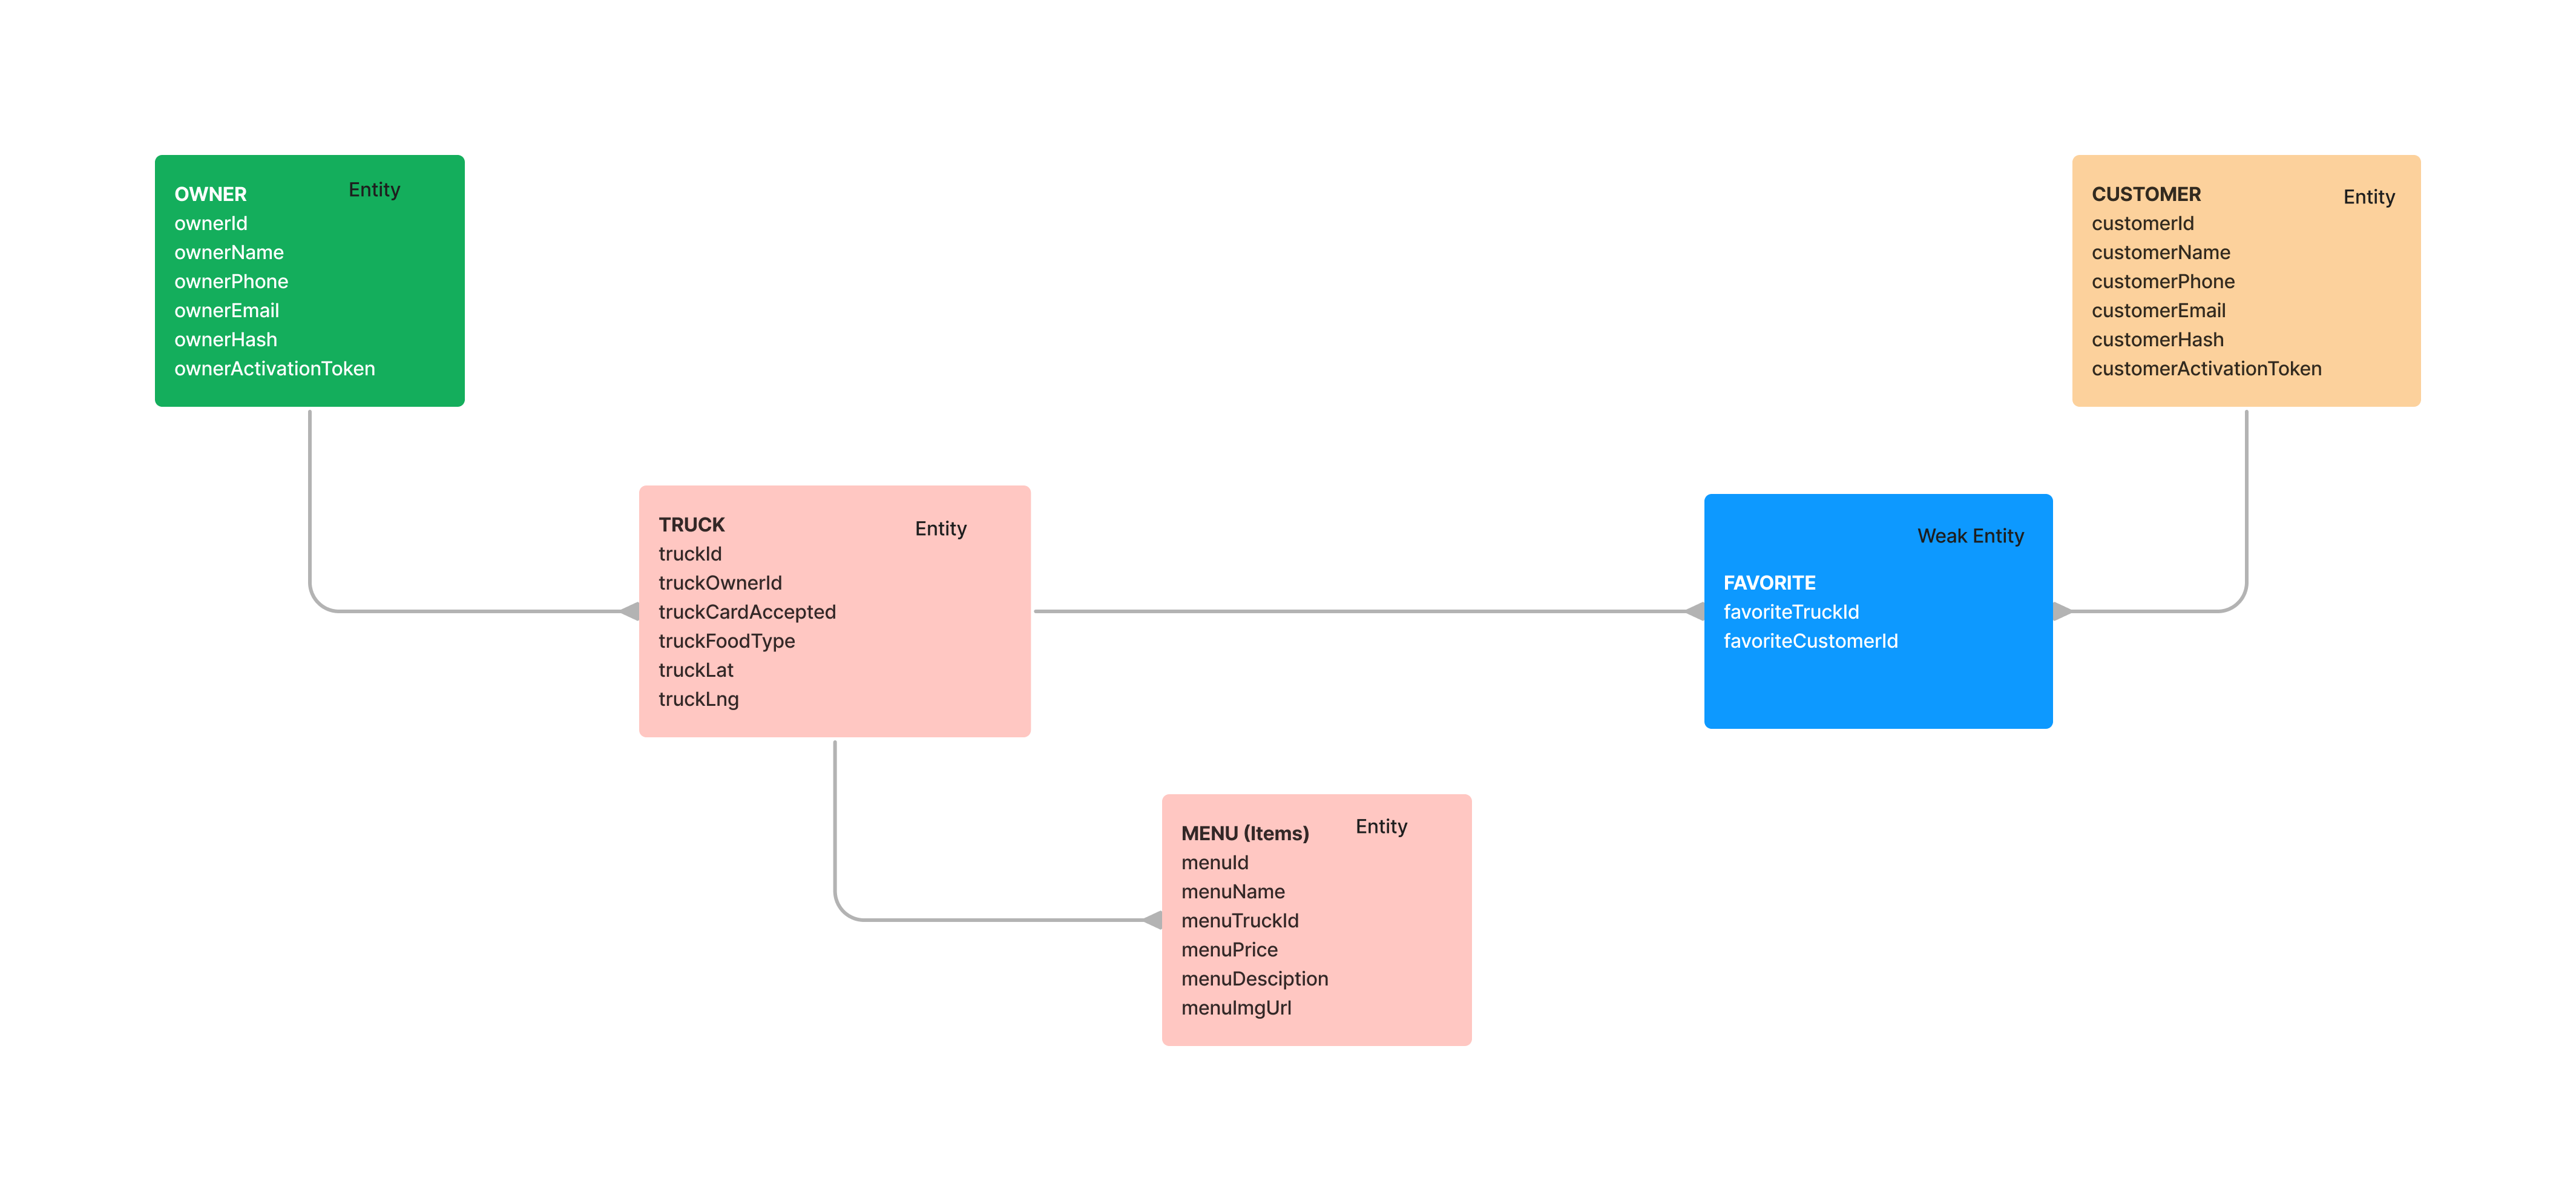 OWNER Entity
ownerId
ownerName
ownerPhone
ownerEmail
ownerHash
ownerActivationToken
CUSTOMER Entity
customerId
customerName
customerPhone
customerEmail
customerHash
customerActivationToken
TRUCK Entity
truckId
truckOwnerId
truckCardAccepted
truckFoodType
truckLat
truckLng
Weak Entity
FAVORITE
favoriteTruckId
favoriteCustomerId
MENU (Items) Entity
menuId
menuName
menuTruckId
menuPrice
menuDesciption
menuImgUrl